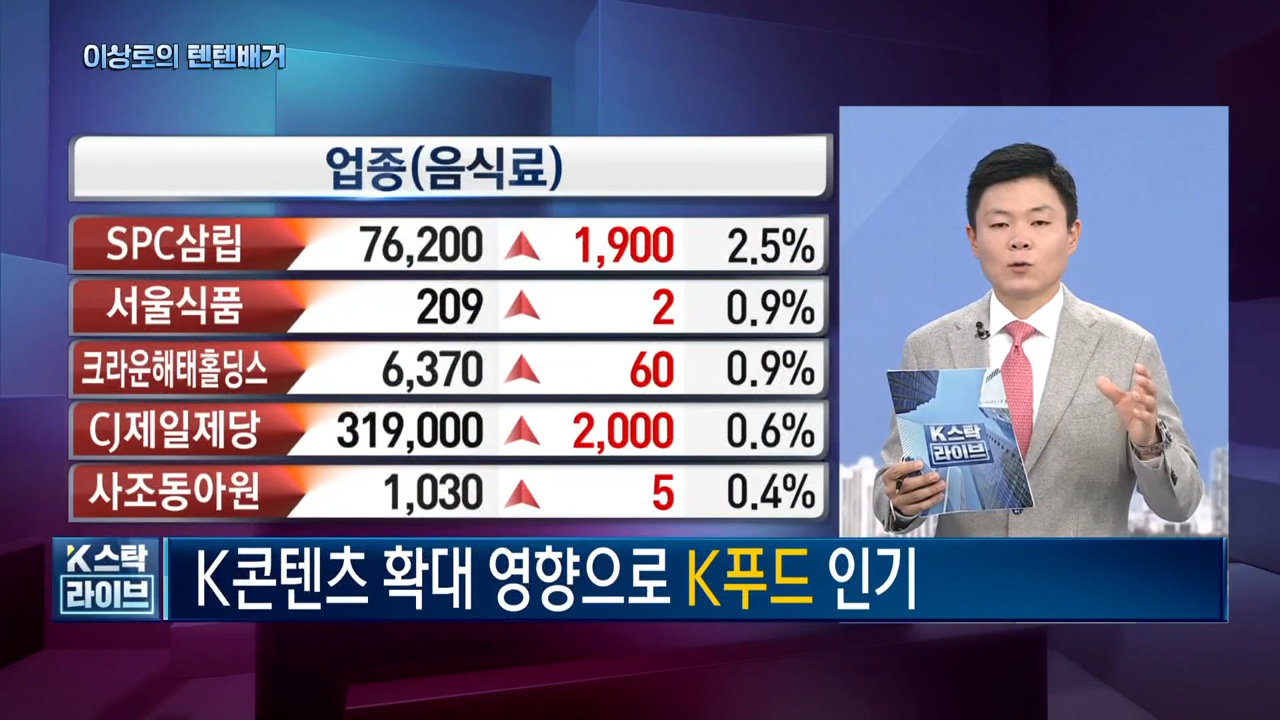 이상로의 텐텐배거
업종(음식료)
SPC삼립 76,200 ▲ 1,900 2.5%
서울식품 209 ▲ 2 0.9%
크라운해태홀딩스 6,370 ▲ 60 0.9%
CJ제일제당 319,000 ▲ 2,000 0.6%
사조동아원 1,030 ▲ 5 0.4%
K스탁
라이브
K스탁
라이브
K콘텐츠 확대 영향으로 K푸드 인기